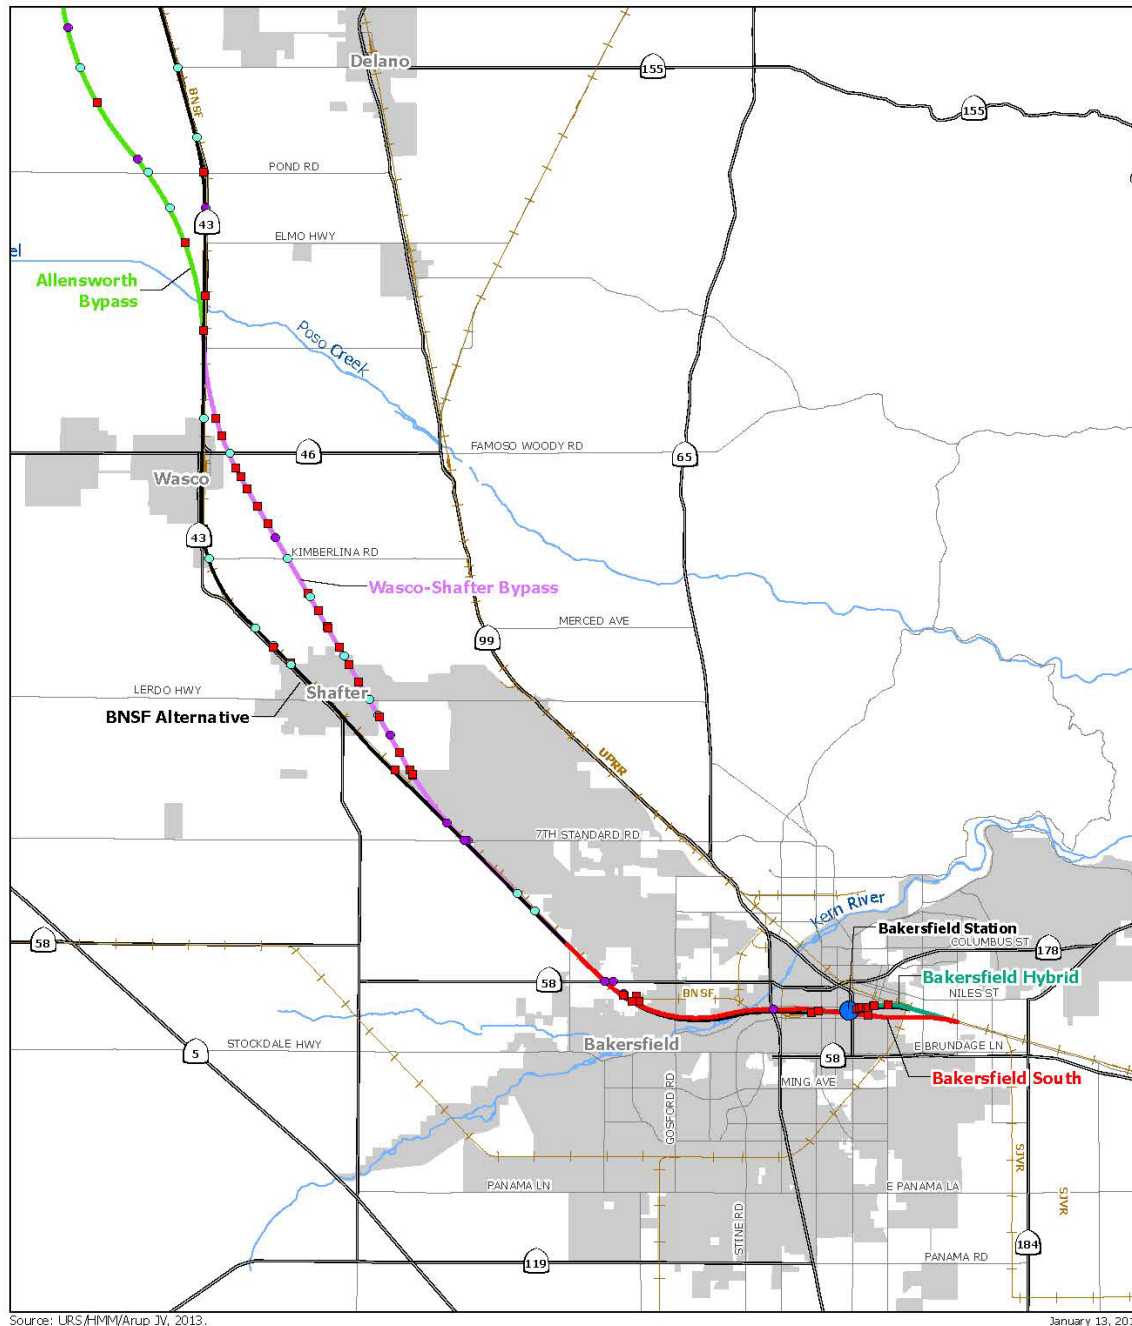 Delano
155
155
BNSF
POND RD
43
ELMO HWY
el
Allensworth
Bypass
Poso Creek
FAMOSO WOODY RD
46
65
Wasco
43
KIMBERLINA RD
Wasco-Shafter Bypass
MERCED AVE
99
LERDO HWY
Shafter
BNSF Alternative
UPRR
7TH STANDARD RD
Kern River
Bakersfield Station
COLUMBUS ST
58
178
Bakersfield Hybrid
58
BNSF
NILES ST
STOCKDALE HWY
Bakersfield
E BRUNDAGE LN
5
58
Bakersfield South
MING AVE
GOSFORD RD
SJVR
PANAMA LN
E PANAMA LA
SJVR
STINE RD
184
119
PANAMA RD
Source: URS/HMM/Arup JV, 2013.
January 13, 201